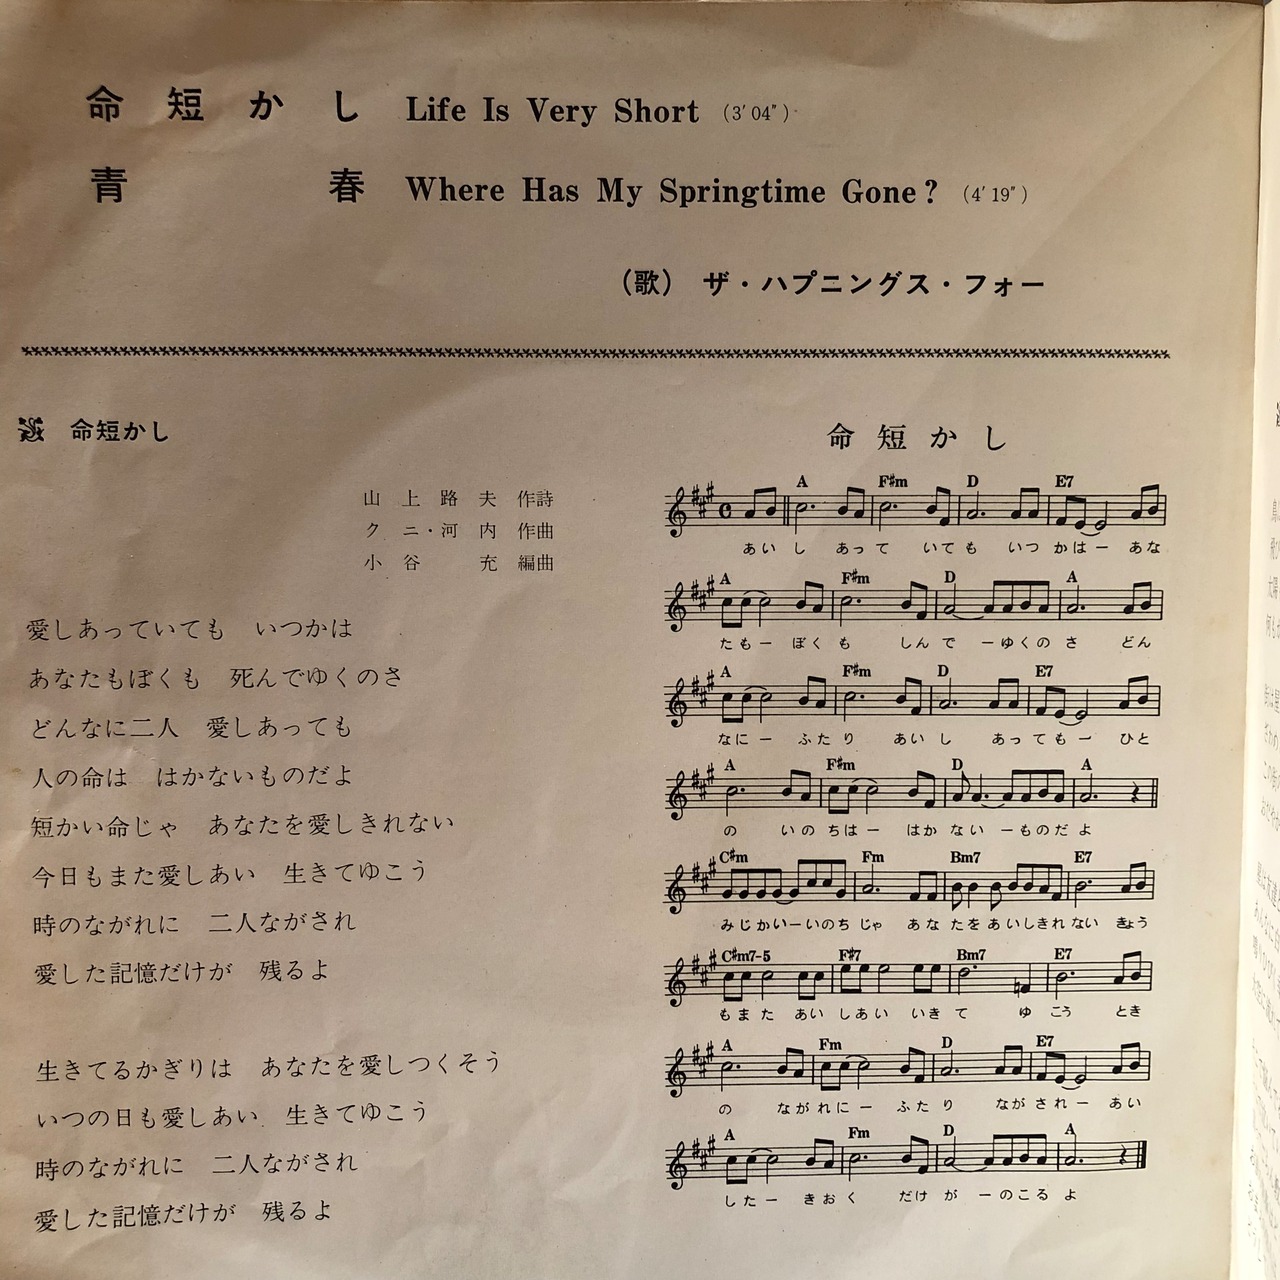 命短かし Life Is Very Short (3′04″)
青春 Where Has My Springtime Gone? (4′19″)
(歌) ザ・ハプニングス・フォー
命短かし
山上路夫 作詩
クニ・河内 作曲
小谷充 編曲
愛しあっていても いつかは
あなたもぼくも 死んでゆくのさ
どんなに二人 愛しあっても
人の命は はかないものだよ
短かい命じゃ あなたを愛しきれない
今日もまた愛しあい 生きてゆこう
時のながれに 二人ながされ
愛した記憶だけが 残るよ
生きてるかぎりは あなたを愛しつくそう
いつの日も愛しあい 生きてゆこう
時のながれに 二人ながされ
愛した記憶だけが 残るよ
命短かし
A F#m D E7
あい し あっ て いて も いつ かはー あな
A F#m D A
たもー ぼく も しん で ーゆくの さ どん
A F#m D E7
なにー ふた り あい し あってもー ひと
A F#m D A
の いの ちはー はか ない ーものだ よ
C#m Fm Bm7 E7
みじかいーいのち じゃ あな たを あいしきれ ない きょう
C#m7-5 F#7 Bm7 E7
もまた あい しあい いき て ゆ こう とき
A Fm D E7
の なが れにー ふた り なが されー あい
A Fm D A
したー きお く だけ が ーのこる よ